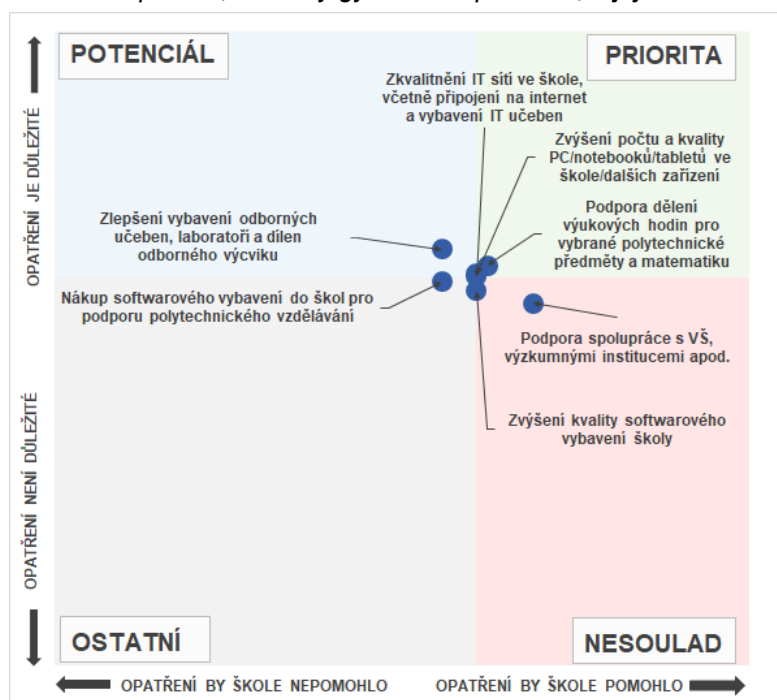 POTENCIÁL
PRIORITA
Zkvalitnění IT sítí ve škole,
včetně připojení na internet
a vybavení IT učeben
Zvýšení počtu a kvality
PC/notebooků/tabletů ve
škole/dalších zařízení
Zlepšení vybavení odborných
učeben, laboratoří a dílen
odborného výcviku
Podpora dělení
výukových hodin pro
vybrané polytechnické
předměty a matematiku
Nákup softwarového vybavení do škol pro
podporu polytechnického vzdělávání
Podpora spolupráce s VŠ,
výzkumnými institucemi apod.
Zvýšení kvality softwarového
vybavení školy
OPATŘENÍ JE DŮLEŽITÉ
OPATŘENÍ NENÍ DŮLEŽITÉ
OSTATNÍ
NESOULAD
OPATŘENÍ BY ŠKOLE NEPOMOHLO
OPATŘENÍ BY ŠKOLE POMOHLO